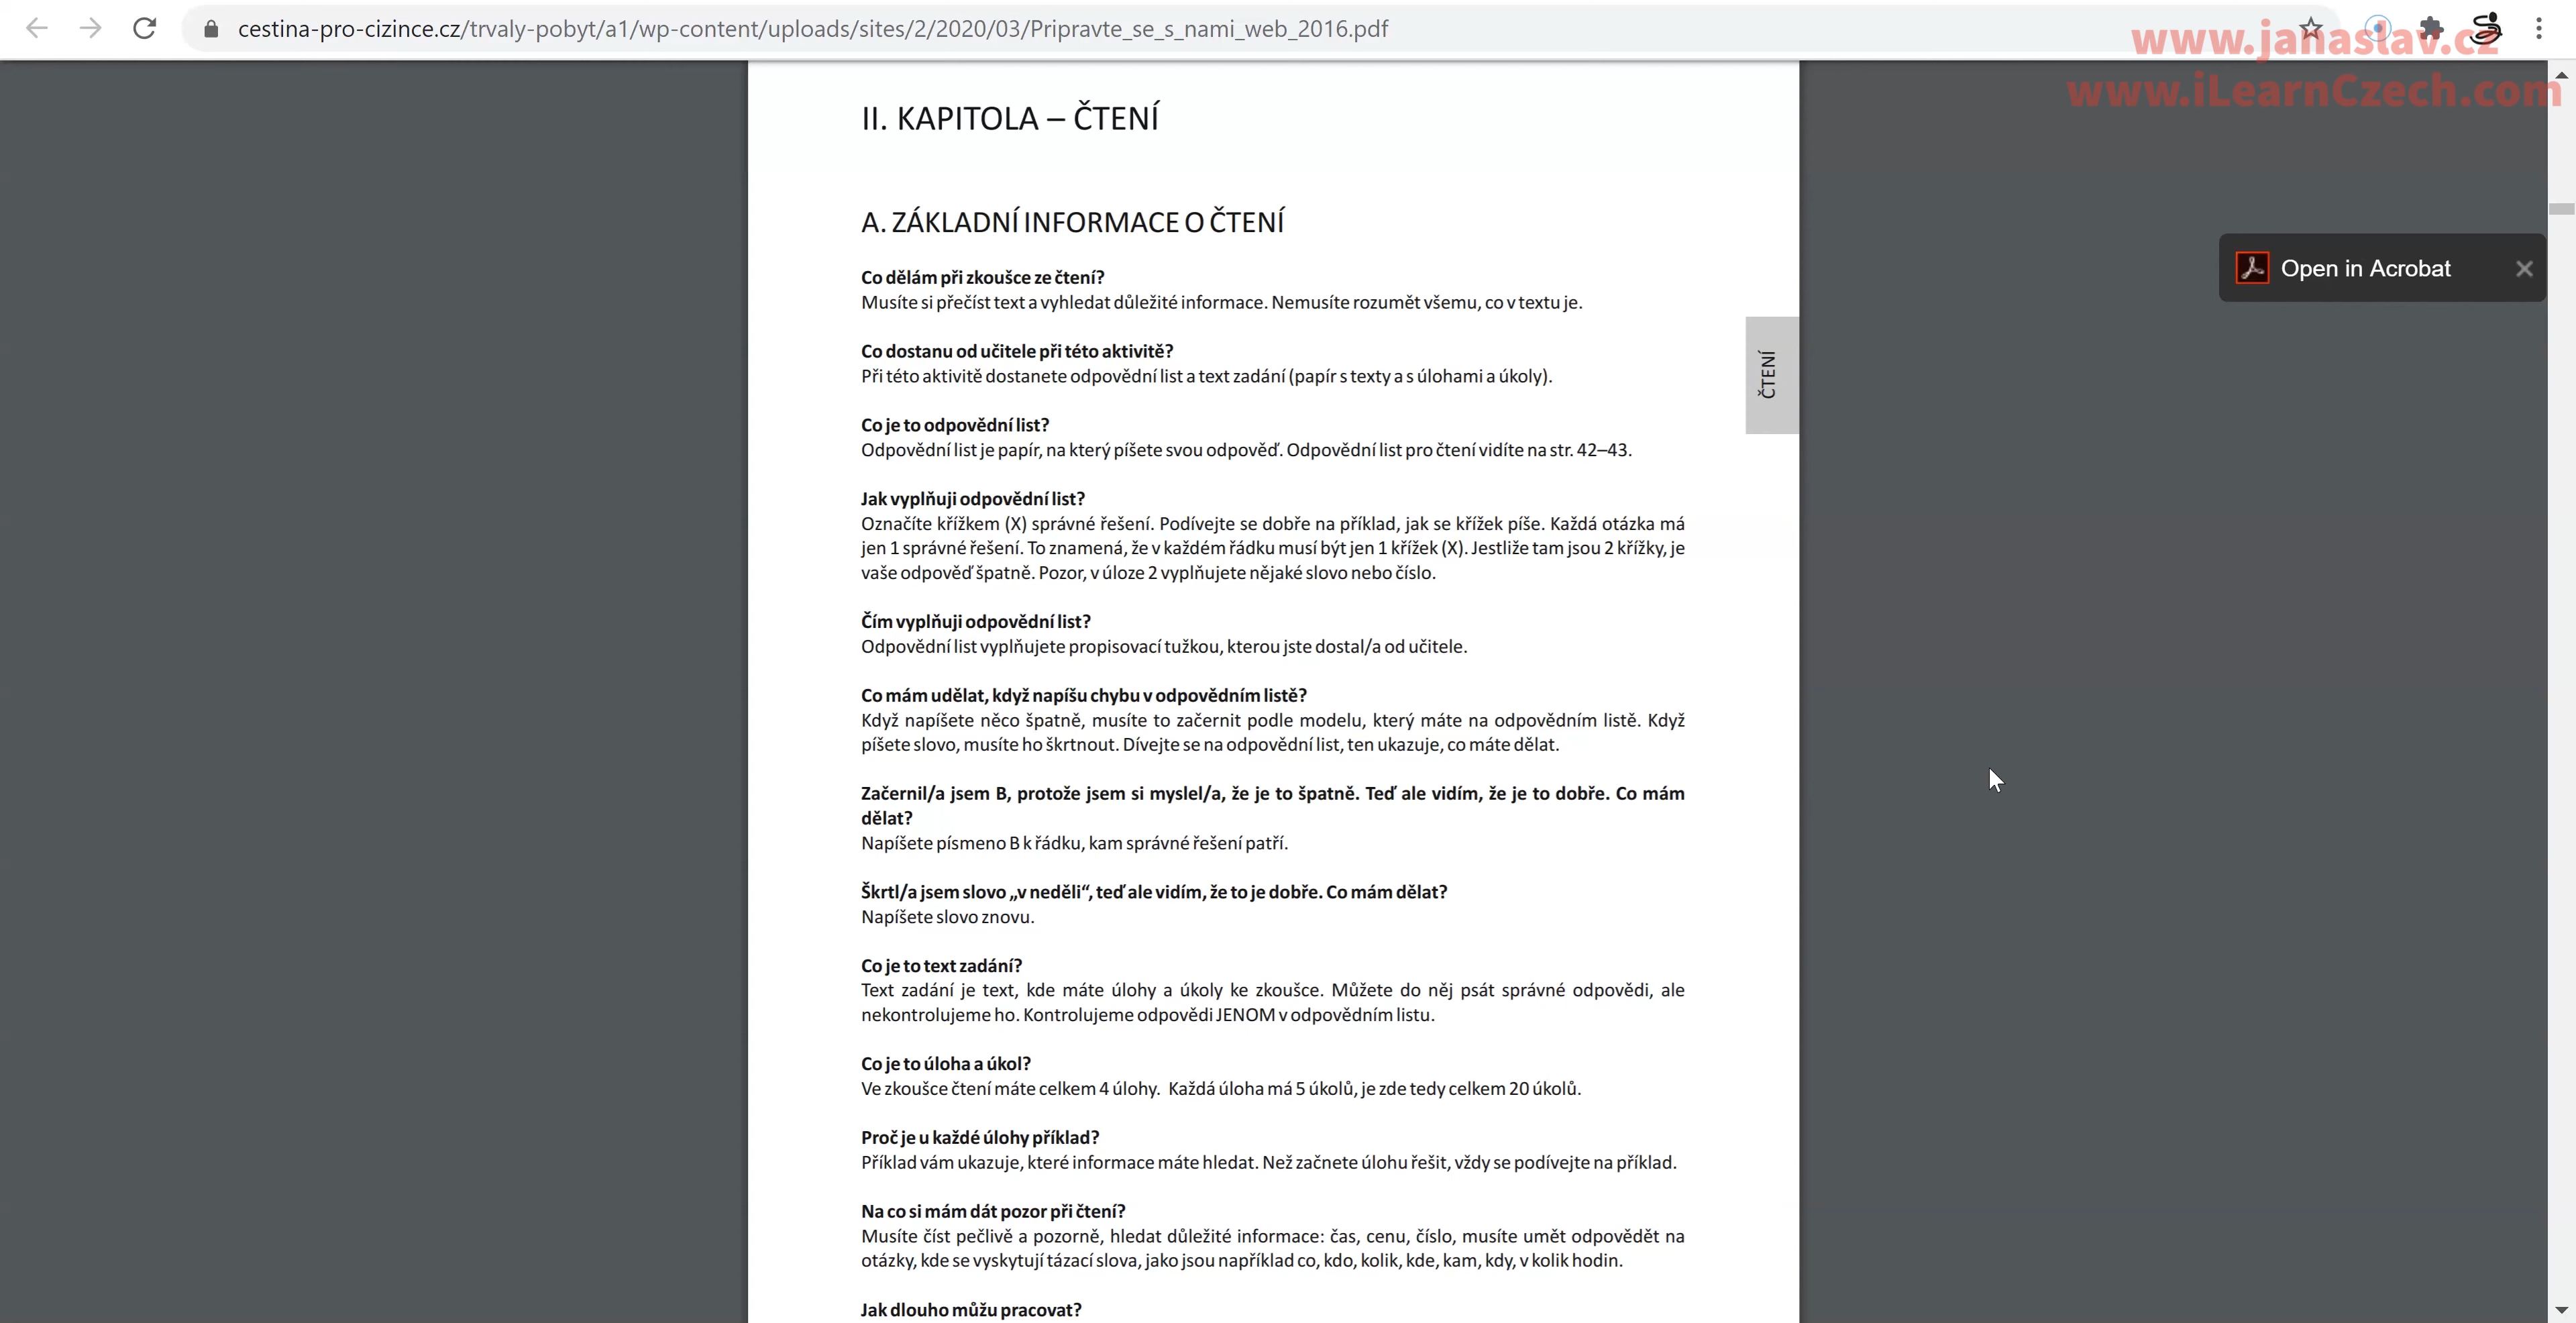 cestina-pro-cizince.cz/trvaly-pobyt/a1/wp-content/uploads/sites/2/2020/03/Pripravte_se_s_nami_web_2016.pdf
www.janaslav.cz
www.iLearnCzech.com
II. KAPITOLA – ČTENÍ
A. ZÁKLADNÍ INFORMACE O ČTENÍ
Open in Acrobat
Co dělám při zkoušce ze čtení?
Musíte si přečíst text a vyhledat důležité informace. Nemusíte rozumět všemu, co v textu je.
ČTENÍ
Co dostanu od učitele při této aktivitě?
Při této aktivitě dostanete odpovědní list a text zadání (papír s texty a s úlohami a úkoly).
Co je to odpovědní list?
Odpovědní list je papír, na který píšete svou odpověď. Odpovědní list pro čtení vidíte na str. 42–43.
Jak vyplňuji odpovědní list?
Označíte křížkem (X) správné řešení. Podívejte se dobře na příklad, jak se křížek píše. Každá otázka má
jen 1 správné řešení. To znamená, že v každém řádku musí být jen 1 křížek (X). Jestliže tam jsou 2 křížky, je
vaše odpověď špatně. Pozor, v úloze 2 vyplňujete nějaké slovo nebo číslo.
Čím vyplňuji odpovědní list?
Odpovědní list vyplňujete propisovací tužkou, kterou jste dostal/a od učitele.
Co mám udělat, když napíšu chybu v odpovědním listě?
Když napíšete něco špatně, musíte to začernit podle modelu, který máte na odpovědním listě. Když
píšete slovo, musíte ho škrtnout. Dívejte se na odpovědní list, ten ukazuje, co máte dělat.
Začernil/a jsem B, protože jsem si myslel/a, že je to špatně. Teď ale vidím, že je to dobře. Co mám
dělat?
Napíšete písmeno B k řádku, kam správné řešení patří.
Škrtl/a jsem slovo „v neděli“, teď ale vidím, že to je dobře. Co mám dělat?
Napíšete slovo znovu.
Co je to text zadání?
Text zadání je text, kde máte úlohy a úkoly ke zkoušce. Můžete do něj psát správné odpovědi, ale
nekontrolujeme ho. Kontrolujeme odpovědi JENOM v odpovědním listu.
Co je to úloha a úkol?
Ve zkoušce čtení máte celkem 4 úlohy. Každá úloha má 5 úkolů, je zde tedy celkem 20 úkolů.
Proč je u každé úlohy příklad?
Příklad vám ukazuje, které informace máte hledat. Než začnete úlohu řešit, vždy se podívejte na příklad.
Na co si mám dát pozor při čtení?
Musíte číst pečlivě a pozorně, hledat důležité informace: čas, cenu, číslo, musíte umět odpovědět na
otázky, kde se vyskytují tázací slova, jako jsou například co, kdo, kolik, kde, kam, kdy, v kolik hodin.
Jak dlouho můžu pracovat?